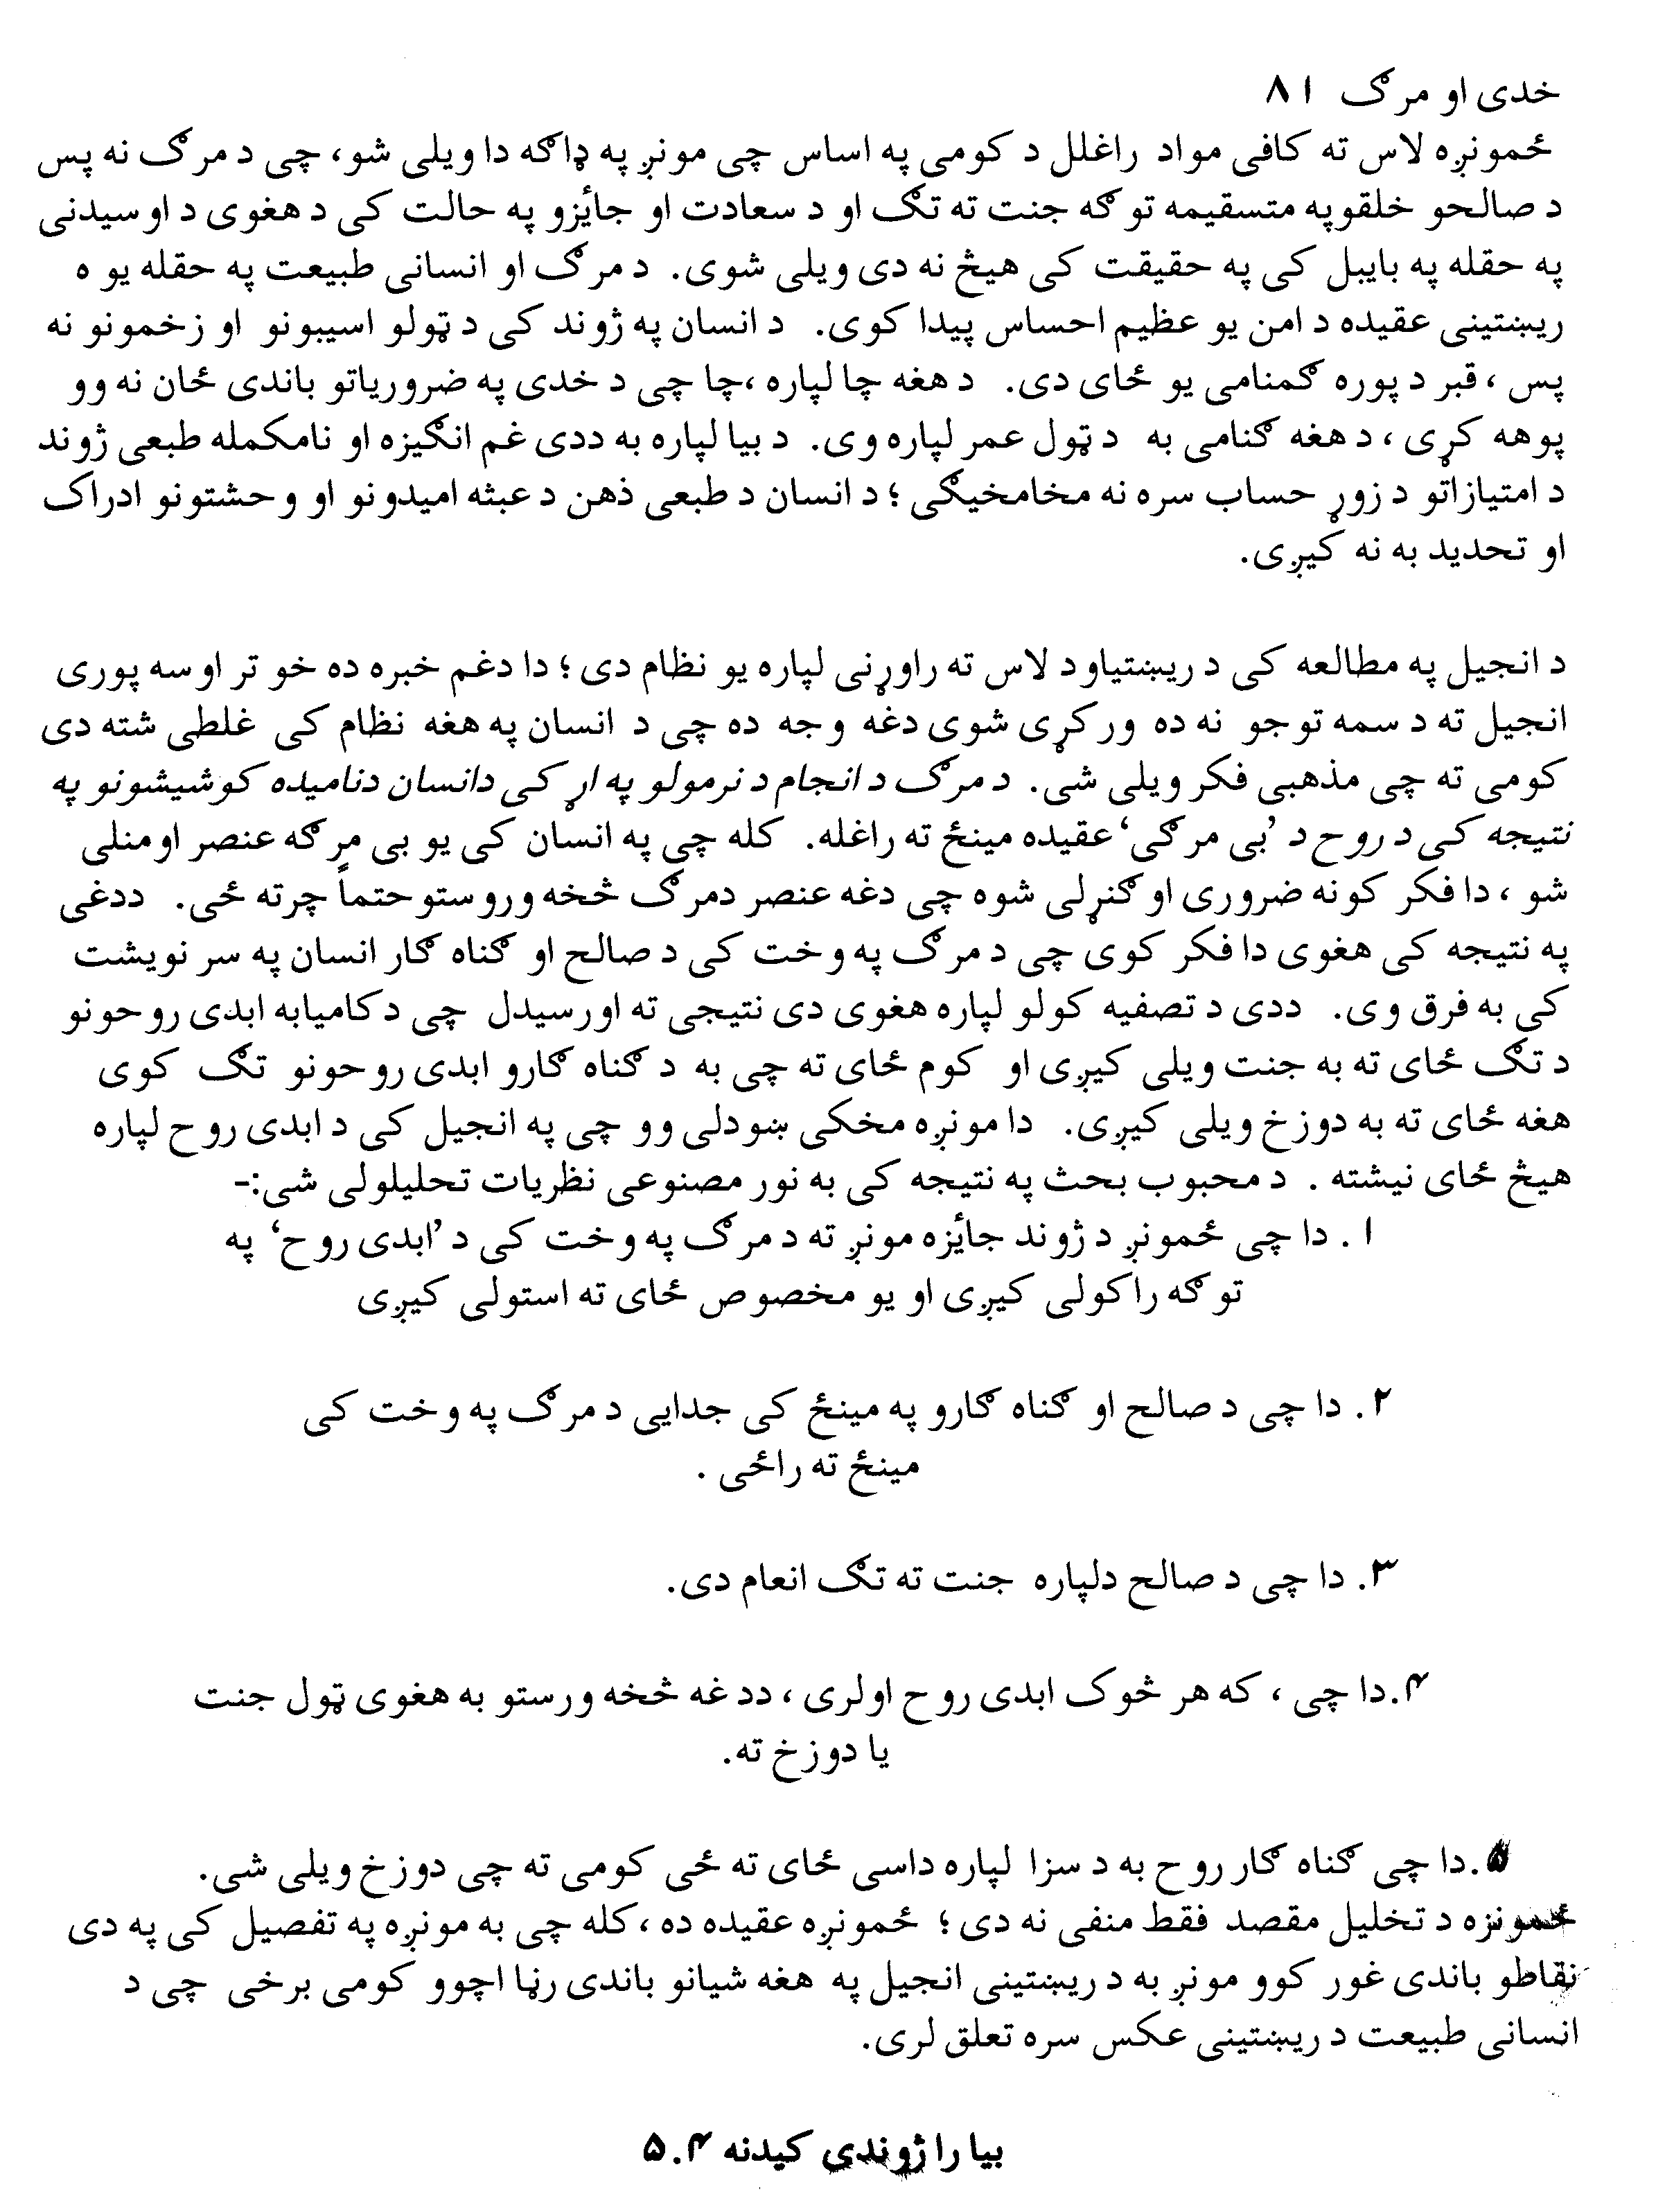 خدی او مرګ ۸۱
ځمونږه لاس ته کافی مواد راغلل د کومی په اساس چی مونږ په ډاګه دا ویلی شو، چی د مرګ نه پس
د صالحو خلقوپه متسقیمه توګه جنت ته تګ او د سعادت او جایٔزو په حالت کی د هغوی د اوسیدنی
په حقله په بایبل کی په حقیقت کی هیڅ نه دی ویلی شوی. د مرګ او انسانی طبیعت په حقله یو ه
ریښتینی عقیده د امن یو عظیم احساس پیدا کوی. د انسان په ژوند کی د ټولو اسیبونو او زخمونو نه
پس ، قبر د پوره ګمنامی یو ځای دی. د هغه چا لپاره ،چا چی د خدی په ضروریاتو باندی ځان نه وو
پوهه کړی ، د هغه ګنامی به د ټول عمر لپاره وی. د بیا لپاره به ددی غم انګیزه او نامکمله طبعی ژوند
د امتیازاتو د زوړ حساب سره نه مخامخیګی ؛ د انسان د طبعی ذهن د عبثه امیدونو او وحشتونو ادراک
او تحدید به نه کیږی.
د انجیل په مطالعه کی د ریښتیاو د لاس ته راوړنی لپاره یو نظام دی ؛ دا دغم خبره ده خو تر اوسه پوری
انجیل ته د سمه توجو نه ده ورکړی شوی دغه وجه ده چی د انسان په هغه نظام کی غلطی شته دی
کومی ته چی مذهبی فکر ویلی شی. د مرګ د انجام د نرمولو په اړ کی دانسان دنامیده کوشیشونو په
نتیجه کی د روح د ’بی مرګی‘ عقیده مینځ ته راغله. کله چی په انسان کی یو بی مرګه عنصر اومنلی
شو ، دا فکر کونه ضروری اوګنړلی شوه چی دغه عنصر دمرګ څخه وروستو حتماً چرته ځی. ددغی
په نتیجه کی هغوی دا فکر کوی چی د مرګ په وخت کی د صالح او ګناه ګار انسان په سر نویشت
کی به فرق وی. ددی د تصفیه کولو لپاره هغوی دی نتیجی ته اورسیدل چی د کامیابه ابدی روحونو
د تګ ځای ته به جنت ویلی کیږی او کوم ځای ته چی به د ګناه ګارو ابدی روحونو تګ کوی
هغه ځای ته به دوزخ ویلی کیږی. دا مونږه مخکی ښودلی وو چی په انجیل کی د ابدی روح لپاره
هیڅ ځای نیشته . د محبوب بحث په نتیجه کی به نور مصنوعی نظریات تحلیلولی شی:-
۱. دا چی ځمونږ د ژوند جایٔزه مونږ ته د مرګ په وخت کی د ’ابدی روح‘ په
توګه راکولی کیږی او یو مخصوص ځای ته استولی کیږی
۲. دا چی د صالح او ګناه ګارو په مینځ کی جدایی د مرګ په وخت کی
مینځ ته راځی .
۳. دا چی د صالح دلپاره جنت ته تګ انعام دی.
۴.دا چی ، که هر څوک ابدی روح اولری ، ددغه څخه ورستو به هغوی ټول جنت
یا دوزخ ته.
۵.دا چی ګناه ګار روح به د سزا لپاره داسی ځای ته ځی کومی ته چی دوزخ ویلی شی.
ځمونږه د تخلیل مقصد فقط منفی نه دی ؛ ځمونږه عقیده ده ،کله چی به مونږه په تفصیل کی په دی
نقاطو باندی غور کوو مونږ به د ریښتینی انجیل په هغه شیانو باندی رڼا اچوو کومی برخی چی د
انسانی طبیعت د ریښتینی عکس سره تعلق لری.
بیا را ژوندی کیدنه ۵.۴